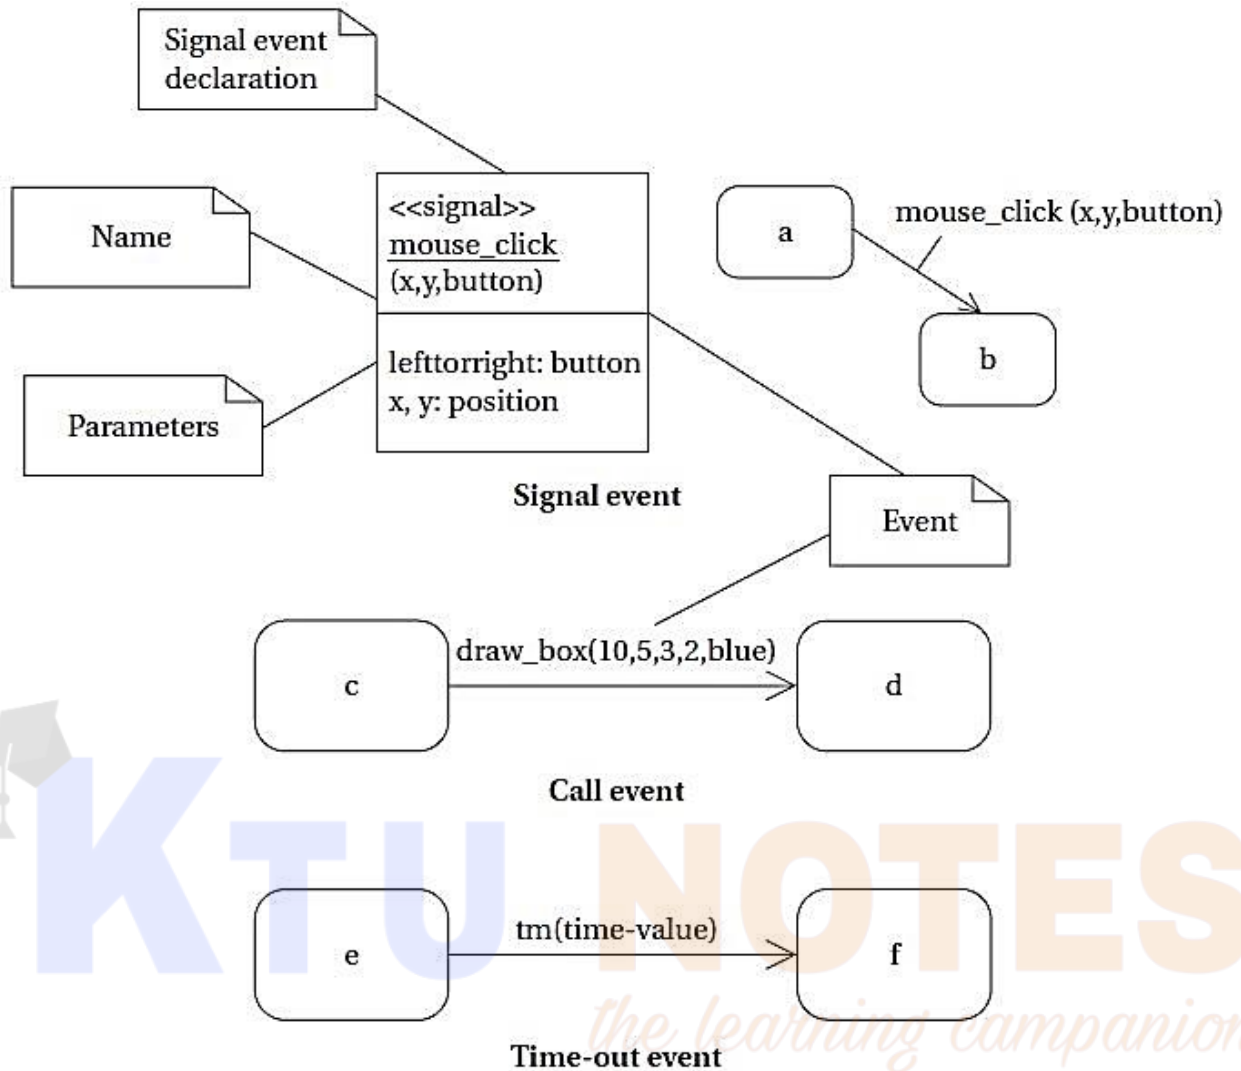 Signal event
declaration
Name
<<signal>>
mouse_click
(x,y,button)
a
mouse_click (x,y,button)
b
Parameters
lefttorright: button
x, y: position
Signal event
Event
c
draw_box(10,5,3,2,blue)
d
Call event
KTU NOTES
e
tm(time-value)
f
the learning campanion
Time-out event